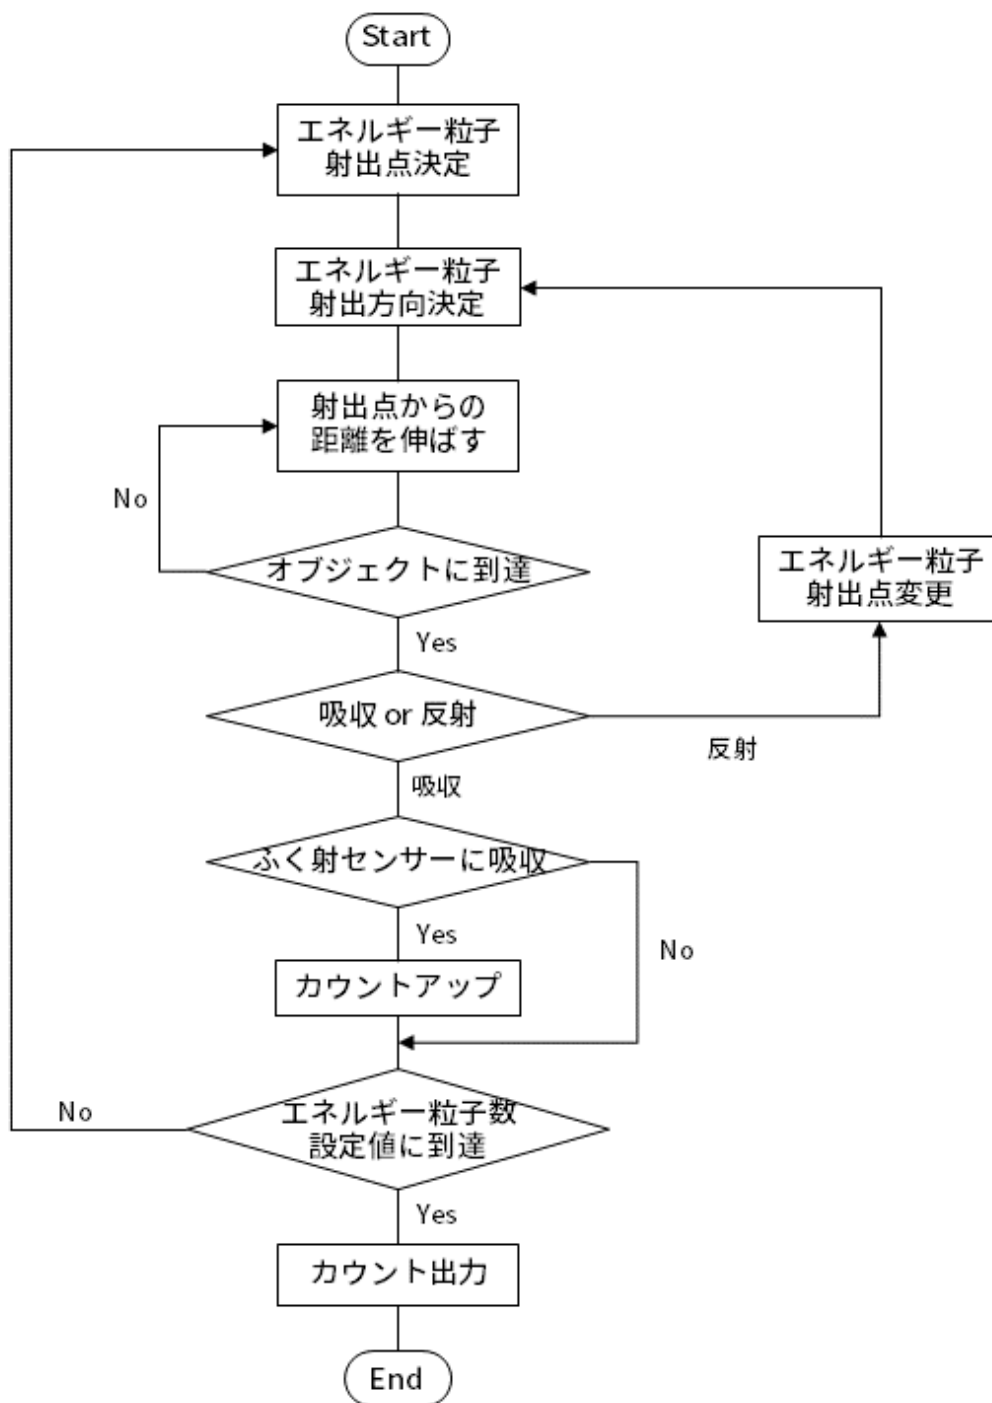 Start
エネルギー粒子
射出点決定
エネルギー粒子
射出方向決定
射出点からの
距離を伸ばす
No
オブジェクトに到達
エネルギー粒子
射出点変更
Yes
吸収 or 反射
反射
吸収
ふく射センサーに吸収
Yes
No
カウントアップ
エネルギー粒子数
設定値に到達
No
Yes
カウント出力
End